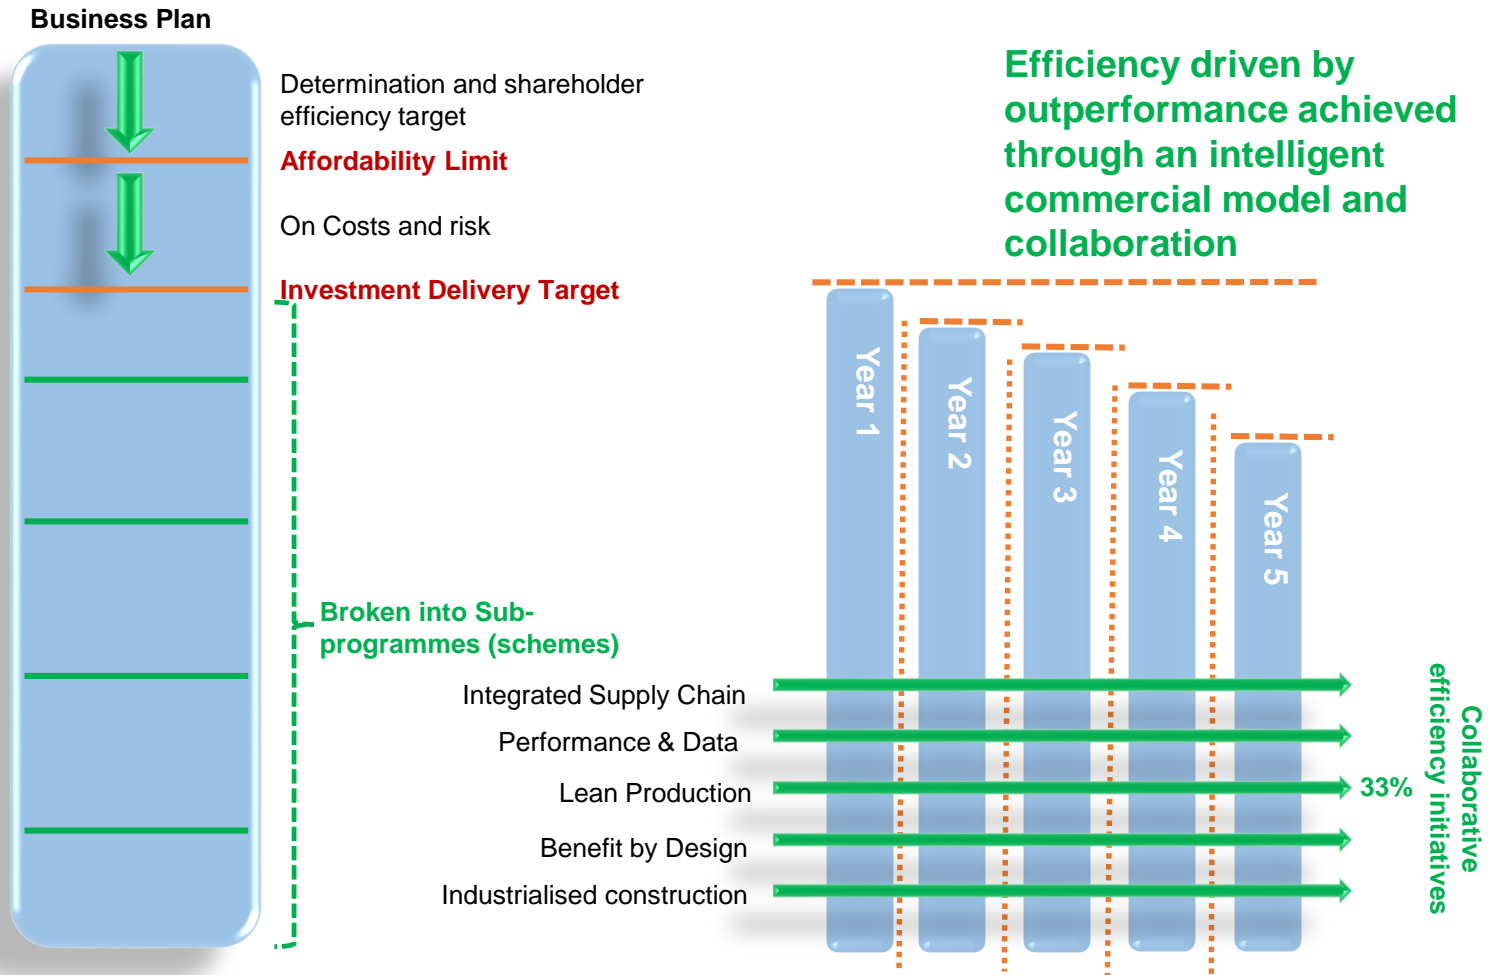 Business Plan
Determination and shareholder
efficiency target
Affordability Limit
On Costs and risk
Investment Delivery Target
Broken into Sub-
programmes (schemes)
Efficiency driven by
outperformance achieved
through an intelligent
commercial model and
collaboration
Year 1
Year 2
Year 3
Year 4
Year 5
Integrated Supply Chain
Performance & Data
Lean Production
Benefit by Design
Industrialised construction
33%
Collaborative
efficiency initiatives